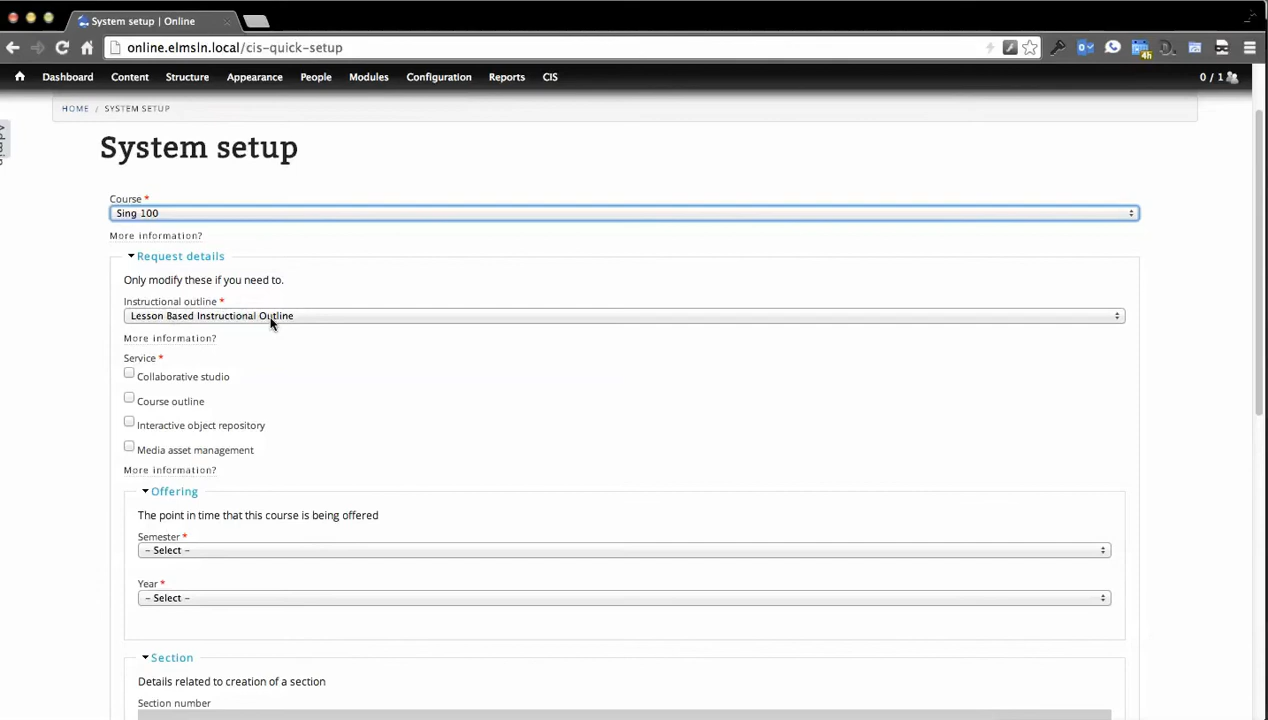 System setup | Online
online.elmsln.local/cis-quick-setup
Dashboard Content Structure Appearance People Modules Configuration Reports CIS 0 / 1
HOME / SYSTEM SETUP
System setup
Course *
Sing 100
More information?
Request details
Only modify these if you need to.
Instructional outline *
Lesson Based Instructional Outline
More information?
Service *
Collaborative studio
Course outline
Interactive object repository
Media asset management
More information?
Offering
The point in time that this course is being offered
Semester *
- Select -
Year *
- Select -
Section
Details related to creation of a section
Section number